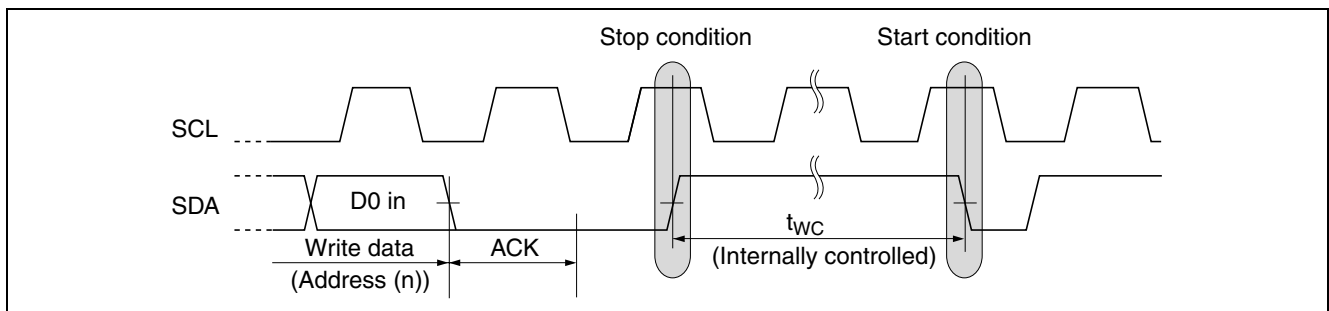 Stop condition
Start condition
SCL
SDA
D0 in
Write data
(Address (n))
ACK
tWC
(Internally controlled)